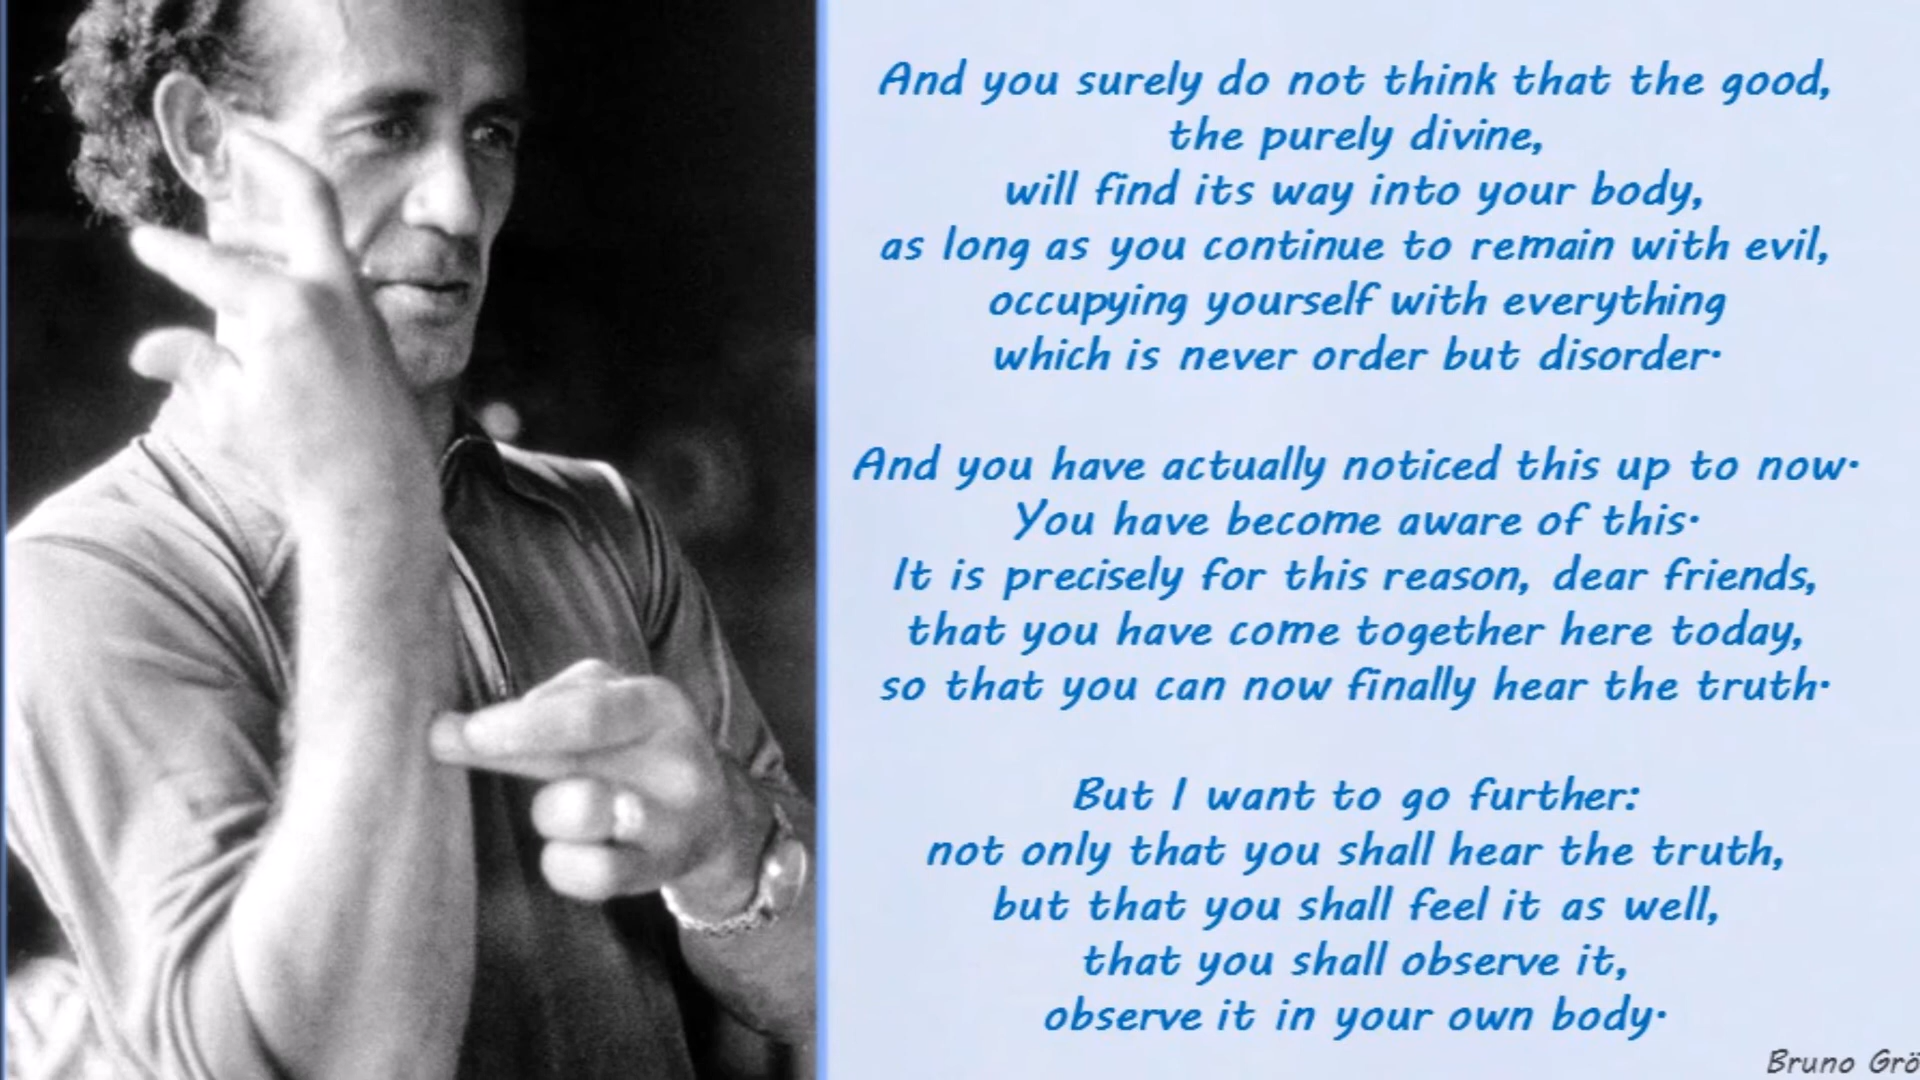 And you surely do not think that the good,
the purely divine,
will find its way into your body,
as long as you continue to remain with evil,
occupying yourself with everything
which is never order but disorder.
And you have actually noticed this up to now.
You have become aware of this.
It is precisely for this reason, dear friends,
that you have come together here today,
so that you can now finally hear the truth.
But I want to go further:
not only that you shall hear the truth,
but that you shall feel it as well,
that you shall observe it,
observe it in your own body.
Bruno Grö